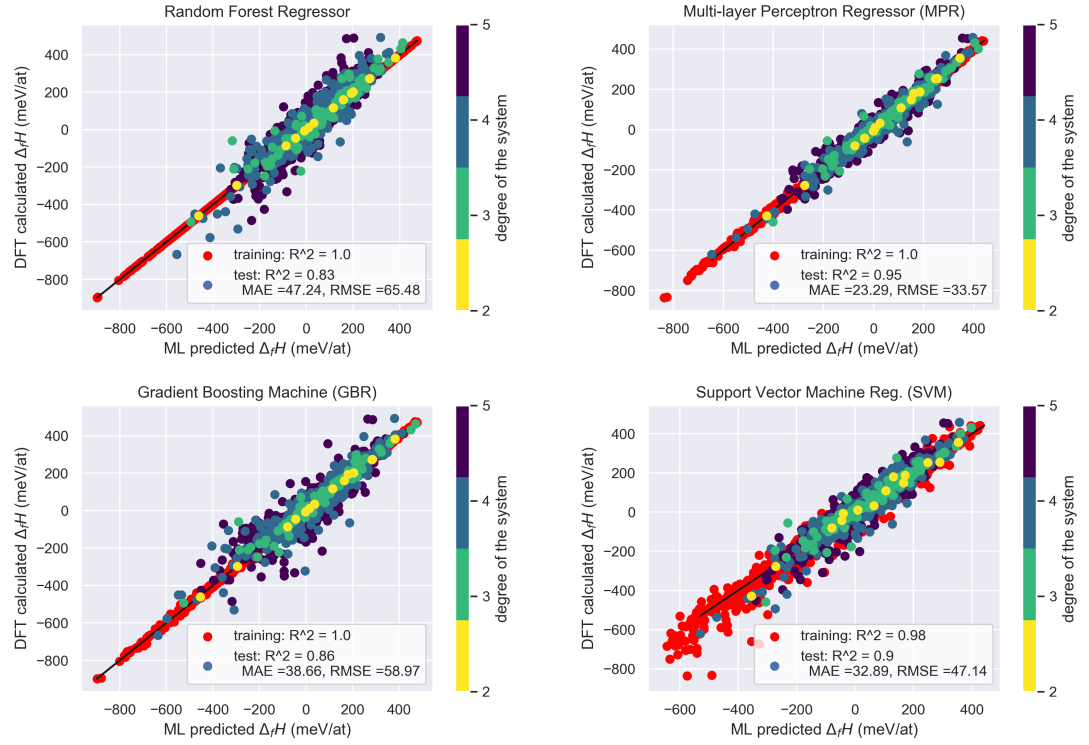 Random Forest Regressor
400
200
0
−200
−400
−600
−800
DFT calculated ΔfH (meV/at)
training: R^2 = 1.0
test: R^2 = 0.83
MAE =47.24, RMSE =65.48
−800 −600 −400 −200 0 200 400
ML predicted ΔfH (meV/at)
5
4
3
2
degree of the system
Multi-layer Perceptron Regressor (MPR)
400
200
0
−200
−400
−600
−800
DFT calculated ΔfH (meV/at)
training: R^2 = 1.0
test: R^2 = 0.95
MAE =23.29, RMSE =33.57
−800 −600 −400 −200 0 200 400
ML predicted ΔfH (meV/at)
5
4
3
2
degree of the system
Gradient Boosting Machine (GBR)
400
200
0
−200
−400
−600
−800
DFT calculated ΔfH (meV/at)
training: R^2 = 1.0
test: R^2 = 0.86
MAE =38.66, RMSE =58.97
−800 −600 −400 −200 0 200 400
ML predicted ΔfH (meV/at)
5
4
3
2
degree of the system
Support Vector Machine Reg. (SVM)
400
200
0
−200
−400
−600
−800
DFT calculated ΔfH (meV/at)
training: R^2 = 0.98
test: R^2 = 0.9
MAE =32.89, RMSE =47.14
−600 −400 −200 0 200 400
ML predicted ΔfH (meV/at)
5
4
3
2
degree of the system